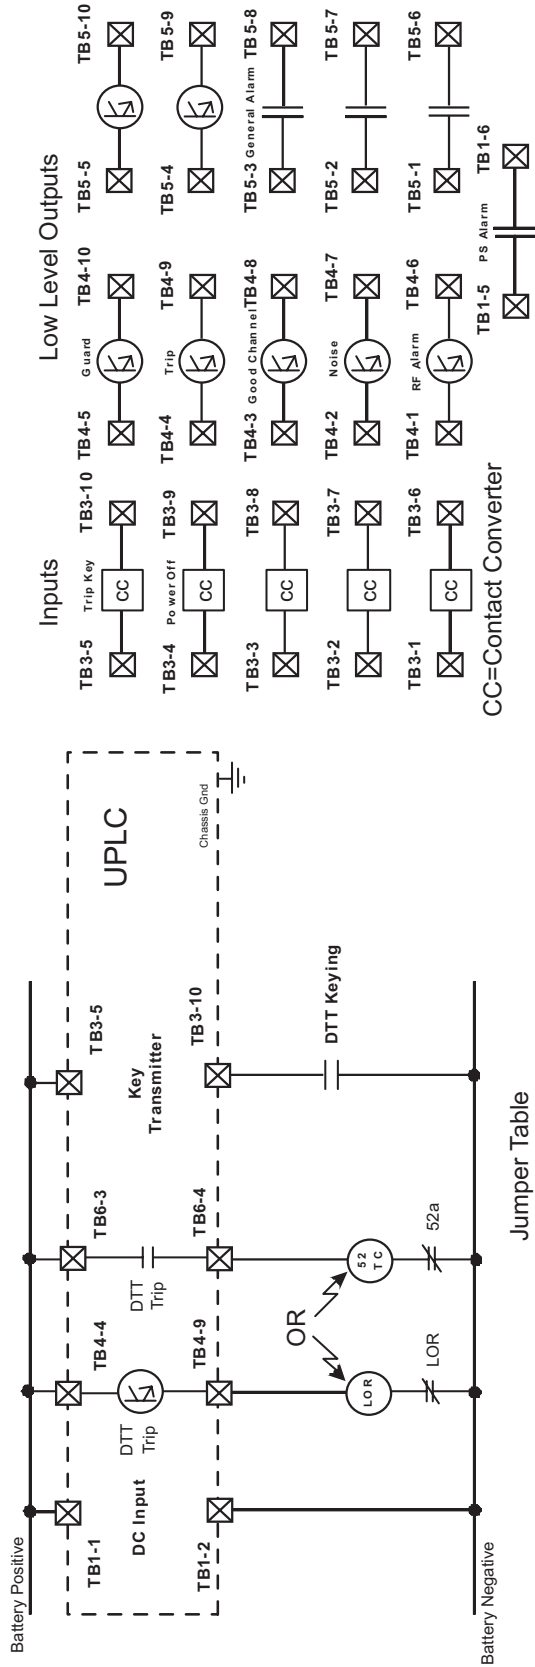 Battery Positive
TB1-1
TB4-4
TB6-3
TB3-5
DC Input
DTT
Trip
DTT
Trip
Key
Transmitter
UPLC
Chassis Gnd
TB1-2
TB4-9
TB6-4
TB3-10
OR
LOR
52
TC
LOR
52a
DTT Keying
Battery Negative
Jumper Table
Inputs
TB3-5
Trip Key
CC
TB3-10
TB3-4
Power Off
CC
TB3-9
TB3-3
CC
TB3-8
TB3-2
CC
TB3-7
TB3-1
CC
TB3-6
CC=Contact Converter
Low Level Outputs
TB4-5
Guard
TB4-10
TB5-5
TB5-10
TB4-4
Trip
TB4-9
TB5-4
TB5-9
TB4-3
Good Channel
TB4-8
TB5-3
General Alarm
TB5-8
TB4-2
Noise
TB4-7
TB5-2
TB5-7
TB4-1
RF Alarm
TB4-6
TB5-1
TB5-6
TB1-5
PS Alarm
TB1-6